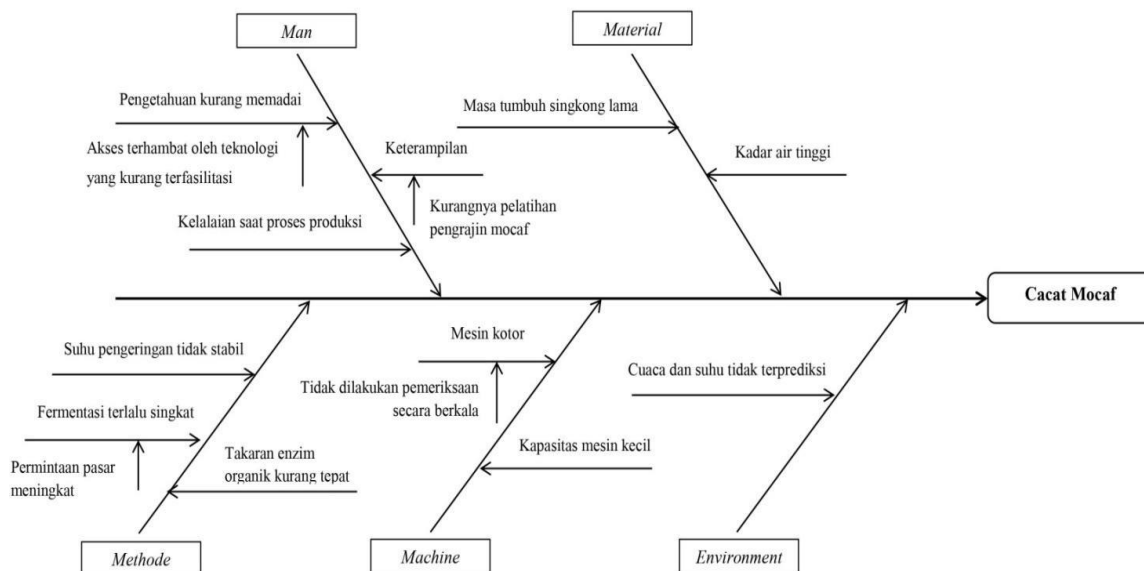 Man
Material
Pengetahuan kurang memadai
Masa tumbuh singkong lama
Akses terhambat oleh teknologi
yang kurang terfasilitasi
Keterampilan
Kadar air tinggi
Kurangnya pelatihan
pengrajin mocaf
Kelalaian saat proses produksi
Cacat Mocaf
Mesin kotor
Suhu pengeringan tidak stabil
Cuaca dan suhu tidak terprediksi
Tidak dilakukan pemeriksaan
secara berkala
Fermentasi terlalu singkat
Kapasitas mesin kecil
Takaran enzim
organik kurang tepat
Permintaan pasar
meningkat
Methode
Machine
Environment